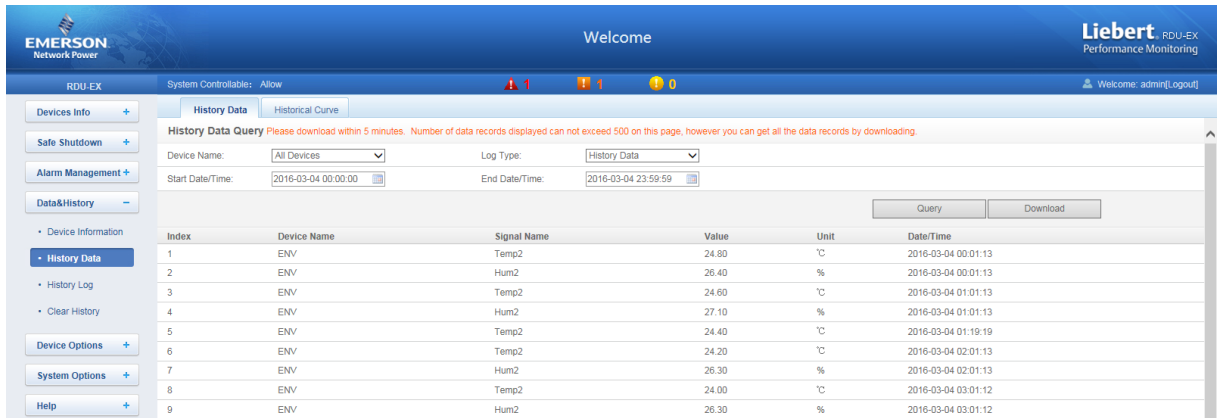 EMERSON.
Network Power
Welcome
Liebert. RDU-EX
Performance Monitoring
RDU-EX
System Controllable: Allow
1
1
0
Welcome: admin[Logout]
Devices Info +
Safe Shutdown +
Alarm Management +
Data&History −
• Device Information
• History Data
• History Log
• Clear History
Device Options +
System Options +
Help +
History Data Historical Curve
History Data Query Please download within 5 minutes. Number of data records displayed can not exceed 500 on this page, however you can get all the data records by downloading.
Device Name: All Devices Log Type: History Data
Start Date/Time: 2016-03-04 00:00:00 End Date/Time: 2016-03-04 23:59:59
Query Download
Index Device Name Signal Name Value Unit Date/Time
1 ENV Temp2 24.80 ℃ 2016-03-04 00:01:13
2 ENV Hum2 26.40 % 2016-03-04 00:01:13
3 ENV Temp2 24.60 ℃ 2016-03-04 01:01:13
4 ENV Hum2 27.10 % 2016-03-04 01:01:13
5 ENV Temp2 24.40 ℃ 2016-03-04 01:19:19
6 ENV Temp2 24.20 ℃ 2016-03-04 02:01:13
7 ENV Hum2 26.30 % 2016-03-04 02:01:13
8 ENV Temp2 24.00 ℃ 2016-03-04 03:01:12
9 ENV Hum2 26.30 % 2016-03-04 03:01:12